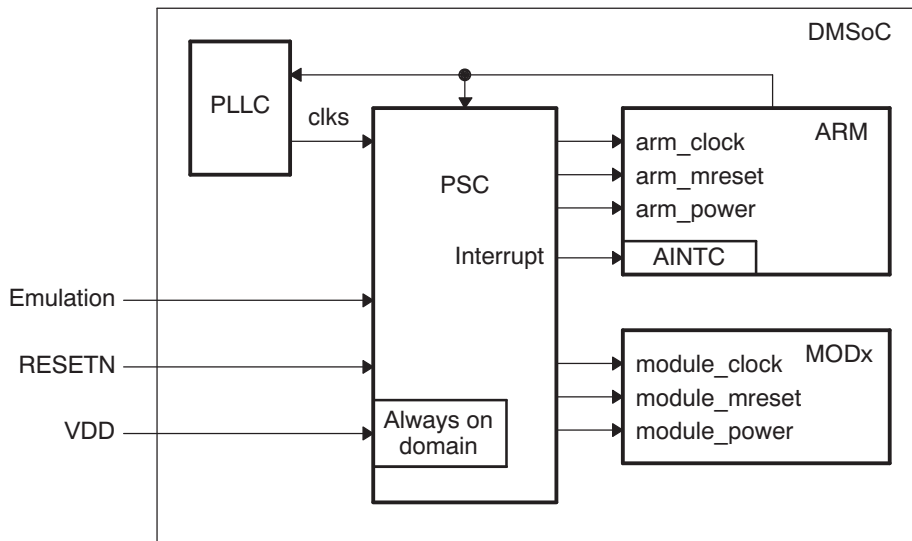 DMSoC
PLLC
clks
ARM
arm_clock
arm_mreset
arm_power
PSC
Interrupt
AINTC
Emulation
RESETN
VDD
Always on
domain
MODx
module_clock
module_mreset
module_power